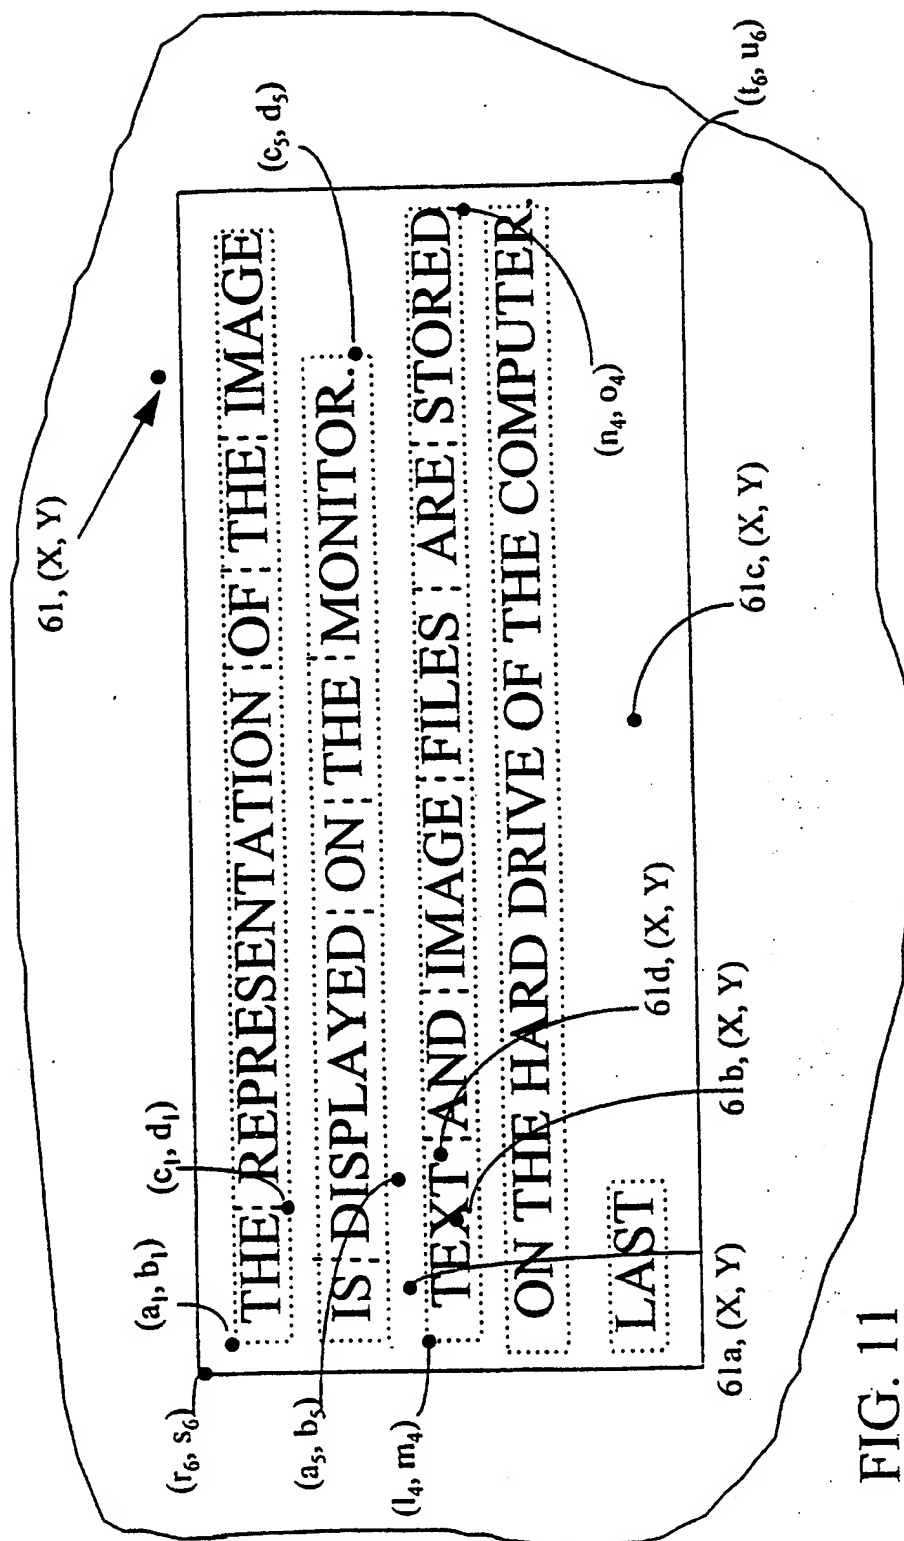 61, (X, Y)
(r₆, s₆)
(a₁, b₁)
(c₁, d₁)
(c₅, d₅)
THE REPRESENTATION OF THE IMAGE
IS DISPLAYED ON THE MONITOR.
(a₅, b₅)
(l₄, m₄)
TEXT AND IMAGE FILES ARE STORED
ON THE HARD DRIVE OF THE COMPUTER.
LAST
(n₄, o₄)
(t₆, u₆)
61a, (X, Y)
61b, (X, Y)
61d, (X, Y)
61c, (X, Y)
FIG. 11